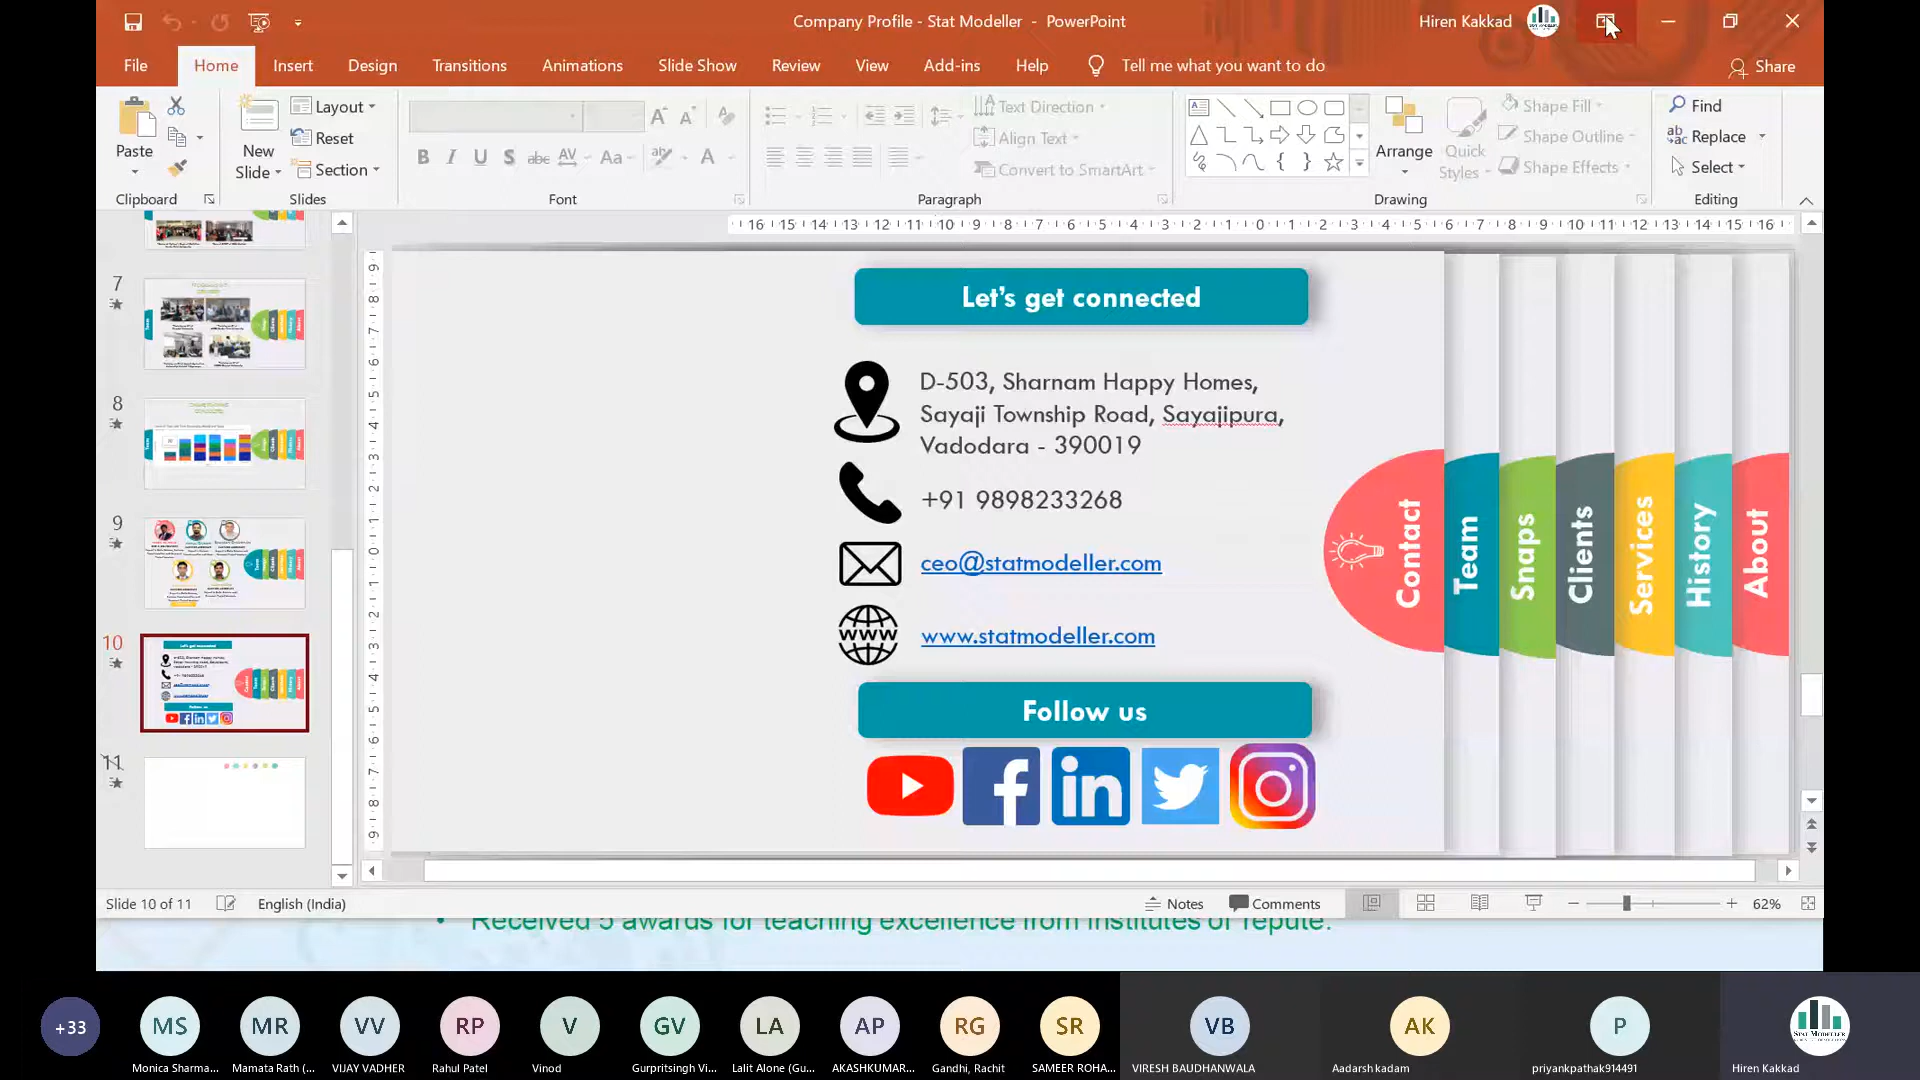 Company Profile - Stat Modeller - PowerPoint
Hiren Kakkad
File Home Insert Design Transitions Animations Slide Show Review View Add-ins Help Tell me what you want to do Share
Paste
Clipboard
New Slide
Layout
Reset
Section
Slides
Font
Text Direction
Align Text
Convert to SmartArt
Paragraph
Arrange
Quick Styles
Shape Fill
Shape Outline
Shape Effects
Drawing
Find
Replace
Select
Editing
7
8
9
10
11
Let's get connected
D-503, Sharnam Happy Homes,
Sayaji Township Road, Sayajipura,
Vadodara - 390019
+91 9898233268
ceo@statmodeller.com
WWW
www.statmodeller.com
Follow us
Contact
Team
Snaps
Clients
Services
History
About
Slide 10 of 11
English (India)
Notes
Comments
62%
Received 5 awards for teaching excellence from institutes of repute.
+33
MS
MR
VV
RP
V
GV
LA
AP
RG
SR
VB
AK
P
Monica Sharma...
Mamata Rath (...
VIJAY VADHER
Rahul Patel
Vinod
Gurpritsingh Vi...
Lalit Alone (Gu...
AKASHKUMAR...
Gandhi, Rachit
SAMEER ROHA...
VIRESH BAUDHANWALA
Aadarsh kadam
priyankpathak914491
Hiren Kakkad